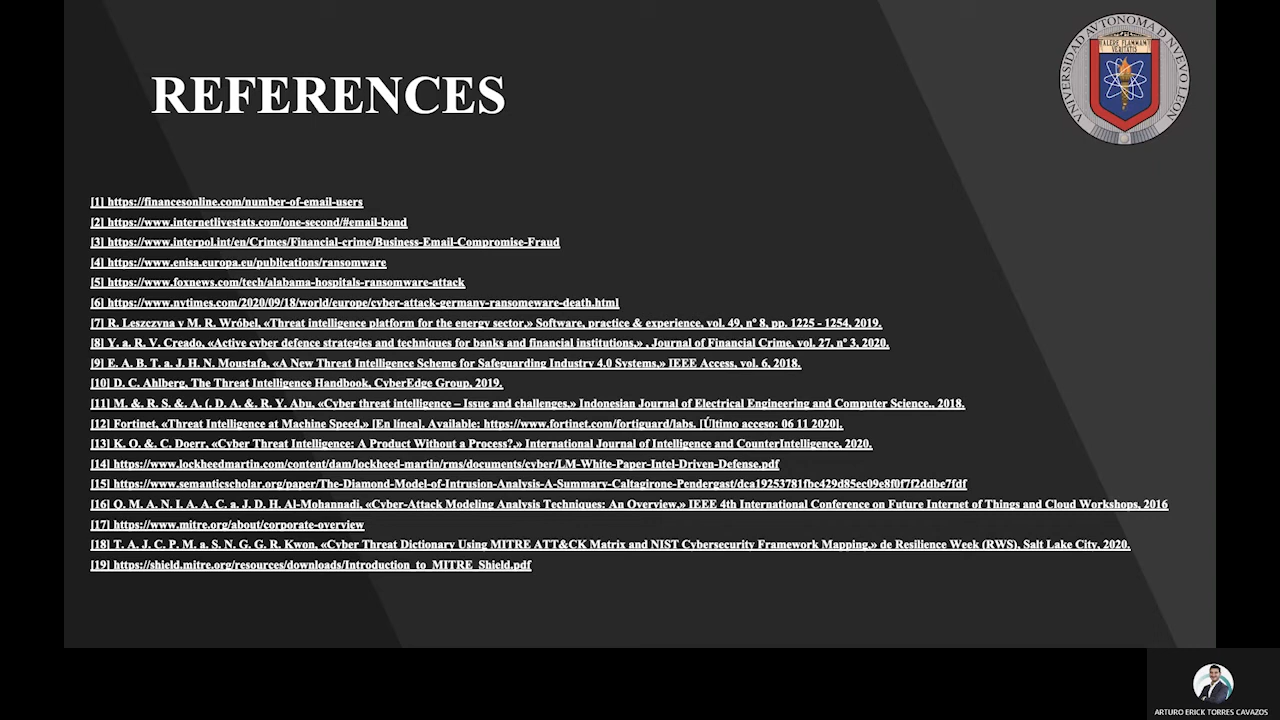 UNIVERSIDAD AVTONOMA D NVEVO LEON
ALERE FLAMMAM
VERITATIS
REFERENCES
[1] https://financesonline.com/number-of-email-users
[2] https://www.internetlivestats.com/one-second/#email-band
[3] https://www.interpol.int/en/Crimes/Financial-crime/Business-Email-Compromise-Fraud
[4] https://www.enisa.europa.eu/publications/ransomware
[5] https://www.foxnews.com/tech/alabama-hospitals-ransomware-attack
[6] https://www.nytimes.com/2020/09/18/world/europe/cyber-attack-germany-ransomeware-death.html
[7] R. Leszczyna y M. R. Wróbel, «Threat intelligence platform for the energy sector,» Software, practice & experience, vol. 49, nº 8, pp. 1225 - 1254, 2019.
[8] Y. a. R. V. Creado, «Active cyber defence strategies and techniques for banks and financial institutions,» , Journal of Financial Crime, vol. 27, nº 3, 2020.
[9] E. A. B. T. a. J. H. N. Moustafa, «A New Threat Intelligence Scheme for Safeguarding Industry 4.0 Systems,» IEEE Access, vol. 6, 2018.
[10] D. C. Ahlberg, The Threat Intelligence Handbook, CyberEdge Group, 2019.
[11] M. &. R. S. &. A. (. D. A. &. R. Y. Abu, «Cyber threat intelligence – Issue and challenges,» Indonesian Journal of Electrical Engineering and Computer Science., 2018.
[12] Fortinet, «Threat Intelligence at Machine Speed,» [En línea]. Available: https://www.fortinet.com/fortiguard/labs. [Último acceso: 06 11 2020].
[13] K. O. &. C. Doerr, «Cyber Threat Intelligence: A Product Without a Process?,» International Journal of Intelligence and CounterIntelligence, 2020.
[14] https://www.lockheedmartin.com/content/dam/lockheed-martin/rms/documents/cyber/LM-White-Paper-Intel-Driven-Defense.pdf
[15] https://www.semanticscholar.org/paper/The-Diamond-Model-of-Intrusion-Analysis-A-Summary-Caltagirone-Pendergast/dca19253781fbc429d85ec09e8f0f7f2ddbe7fdf
[16] O. M. A. N. I. A. A. C. a. J. D. H. Al-Mohannadi, «Cyber-Attack Modeling Analysis Techniques: An Overview,» IEEE 4th International Conference on Future Internet of Things and Cloud Workshops, 2016
[17] https://www.mitre.org/about/corporate-overview
[18] T. A. J. C. P. M. a. S. N. G. G. R. Kwon, «Cyber Threat Dictionary Using MITRE ATT&CK Matrix and NIST Cybersecurity Framework Mapping,» de Resilience Week (RWS), Salt Lake City, 2020.
[19] https://shield.mitre.org/resources/downloads/Introduction_to_MITRE_Shield.pdf
ARTURO ERICK TORRES CAVAZOS